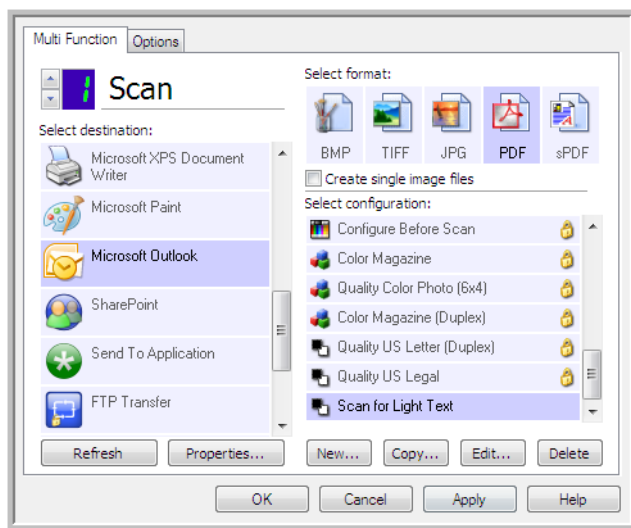 Multi Function
Options
1
Scan
Select destination:
Microsoft XPS Document
Writer
Microsoft Paint
Microsoft Outlook
SharePoint
Send To Application
FTP Transfer
Refresh
Properties...
Select format:
BMP
TIFF
JPG
PDF
sPDF
Create single image files
Select configuration:
Configure Before Scan
Color Magazine
Quality Color Photo (6x4)
Color Magazine (Duplex)
Quality US Letter (Duplex)
Quality US Legal
Scan for Light Text
New...
Copy...
Edit...
Delete
OK
Cancel
Apply
Help